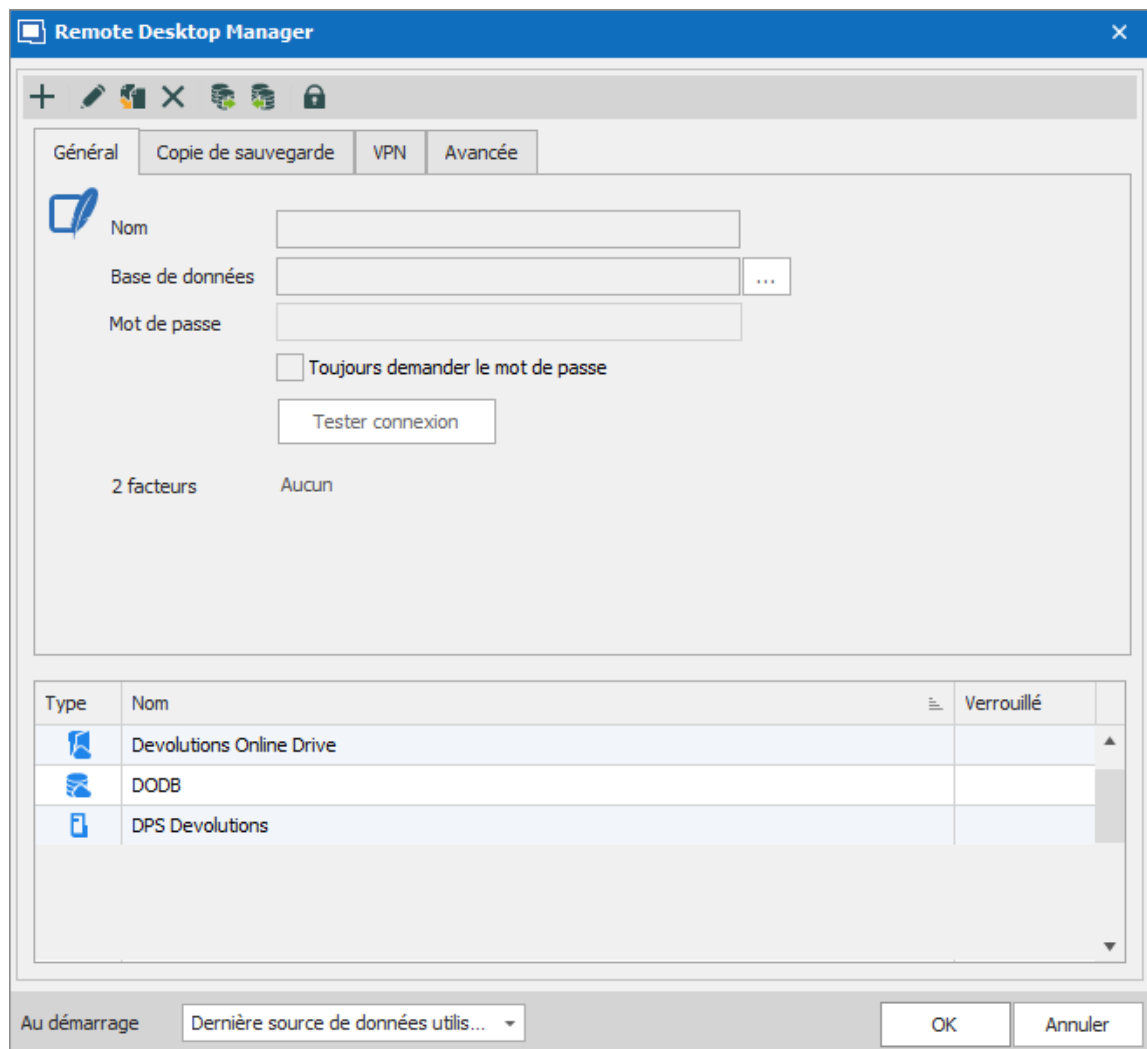 Remote Desktop Manager
Général Copie de sauvegarde VPN Avancée
Nom
Base de données ...
Mot de passe
Toujours demander le mot de passe
Tester connexion
2 facteurs Aucun
Type Nom Verrouillé
Devolutions Online Drive
DODB
DPS Devolutions
Au démarrage Dernière source de données utilis... OK Annuler